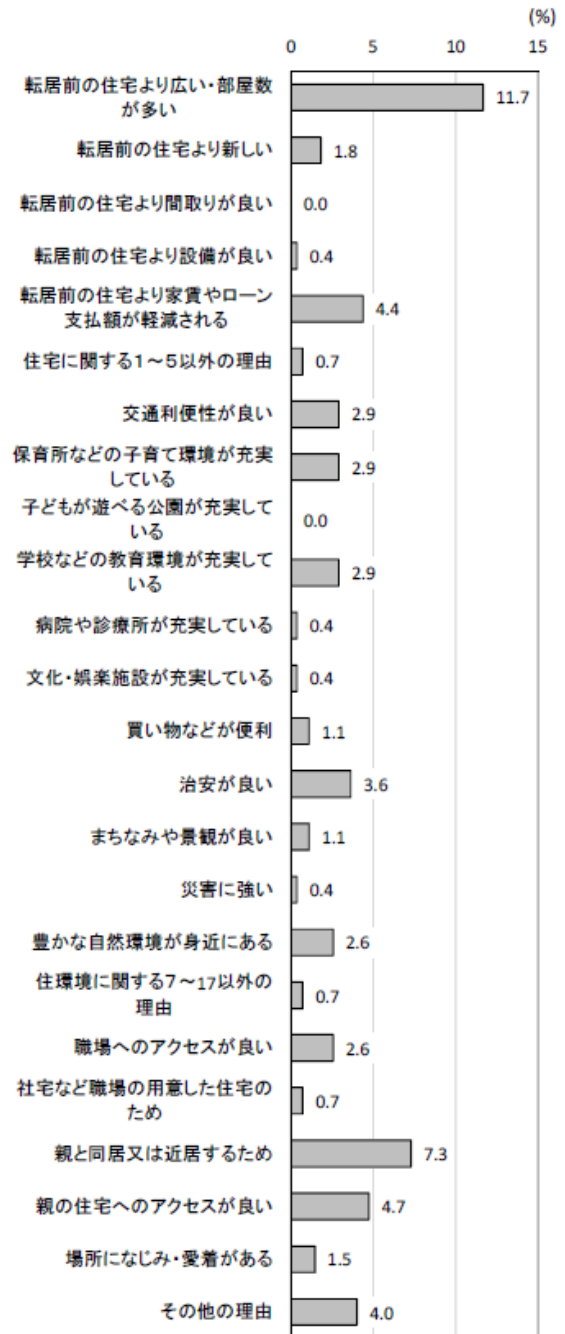 (%)
0 5 10 15
転居前の住宅より広い・部屋数
が多い
11.7
転居前の住宅より新しい
1.8
転居前の住宅より間取りが良い
0.0
転居前の住宅より設備が良い
0.4
転居前の住宅より家賃やローン
支払額が軽減される
4.4
住宅に関する1～5以外の理由
0.7
交通利便性が良い
2.9
保育所などの子育て環境が充実
している
2.9
子どもが遊べる公園が充実して
いる
0.0
学校などの教育環境が充実して
いる
2.9
病院や診療所が充実している
0.4
文化・娯楽施設が充実している
0.4
買い物などが便利
1.1
治安が良い
3.6
まちなみや景観が良い
1.1
災害に強い
0.4
豊かな自然環境が身近にある
2.6
住環境に関する7～17以外の
理由
0.7
職場へのアクセスが良い
2.6
社宅など職場の用意した住宅の
ため
0.7
親と同居又は近居するため
7.3
親の住宅へのアクセスが良い
4.7
場所になじみ・愛着がある
1.5
その他の理由
4.0